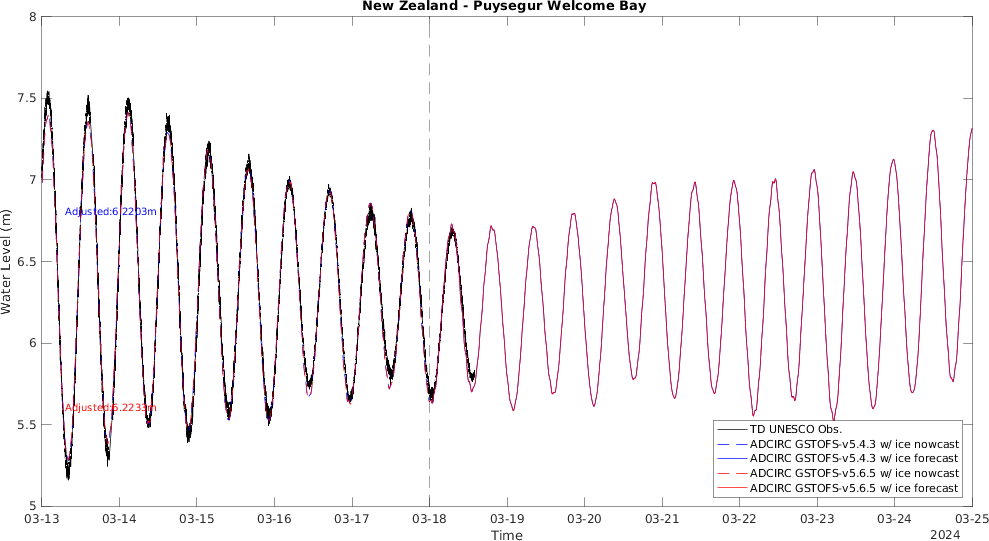 New Zealand - Puysegur Welcome Bay
8
7.5
7
6.5
6
5.5
5
Water Level (m)
Adjusted:6.2203m
Adjusted:6.2233m
TD UNESCO Obs.
ADCIRC GSTOFS-v5.4.3 w/ ice nowcast
ADCIRC GSTOFS-v5.4.3 w/ ice forecast
ADCIRC GSTOFS-v5.6.5 w/ ice nowcast
ADCIRC GSTOFS-v5.6.5 w/ ice forecast
03-13 03-14 03-15 03-16 03-17 03-18 03-19 03-20 03-21 03-22 03-23 03-24 03-25
Time
2024